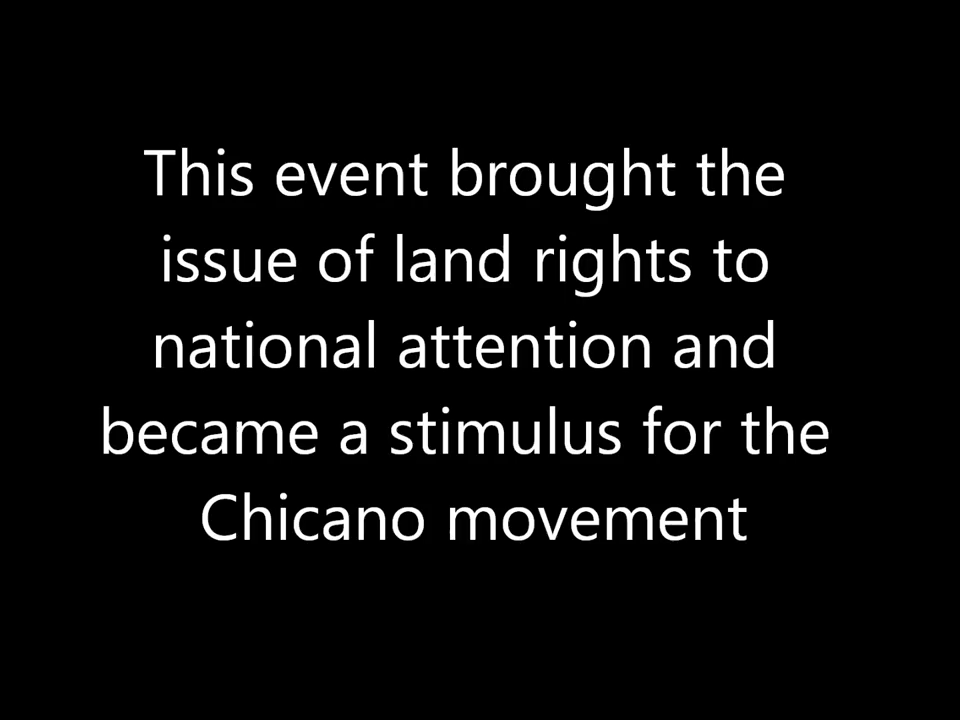 This event brought the
issue of land rights to
national attention and
became a stimulus for the
Chicano movement